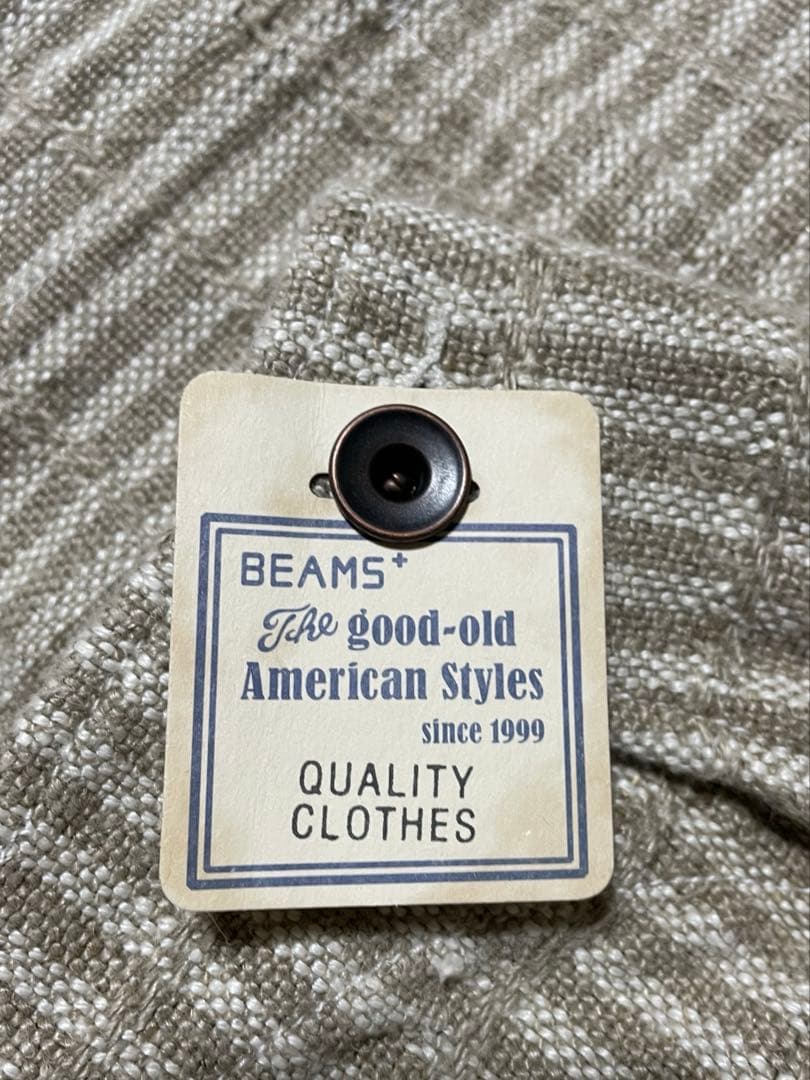 BEAMS+
The good-old
American Styles
since 1999
QUALITY
CLOTHES